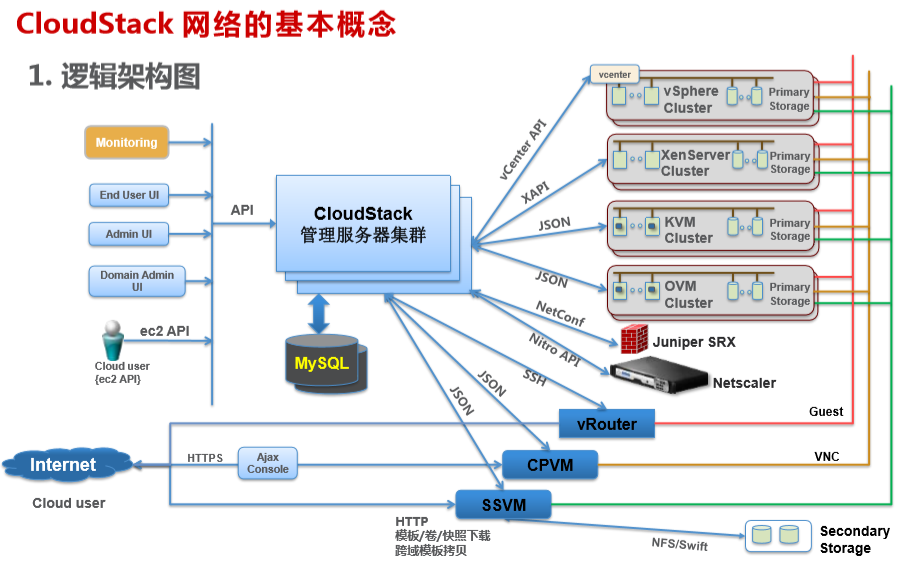 CloudStack 网络的基本概念
1. 逻辑架构图
Monitoring
End User UI
Admin UI
Domain Admin
UI
ec2 API
Cloud user
{ec2 API}
API
CloudStack
管理服务器集群
MySQL
vCenter API
XAPI
JSON
JSON
NetConf
Nitro API
SSH
JSON
JSON
vcenter
vSphere
Cluster
Primary
Storage
XenServer
Cluster
Primary
Storage
KVM
Cluster
Primary
Storage
OVM
Cluster
Primary
Storage
Juniper SRX
Netscaler
vRouter
Guest
Internet
Cloud user
HTTPS
Ajax
Console
CPVM
VNC
SSVM
HTTP
模板/卷/快照下载
跨域模板拷贝
NFS/Swift
Secondary
Storage